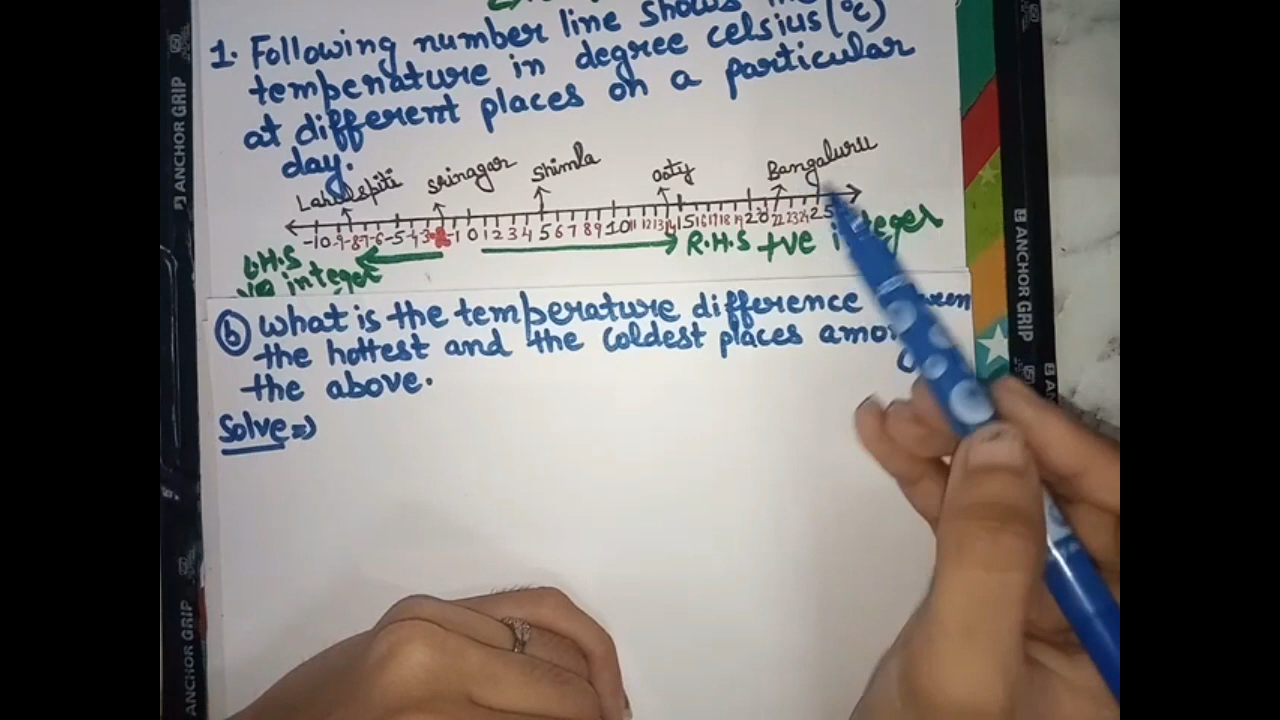 1. Following number line shows the
temperature in degree celsius (°c)
at different places on a particular
day.
Lahulspiti srinagar Shimla Ooty Bangaluru
-10 -9 -8 -7 -6 -5 -4 -3 -1 0 1 2 3 4 5 6 7 8 9 10 11 12 13 14 15 16 17 18 19 20 22 23 24 25
L.H.S R.H.S +ve integer
integer
(b) What is the temperature difference
the hottest and the coldest places among
the above.
Solve =>
ANCHOR GRIP
ANCHOR GRIP
ANCHOR GRIP
ANCHOR GRIP